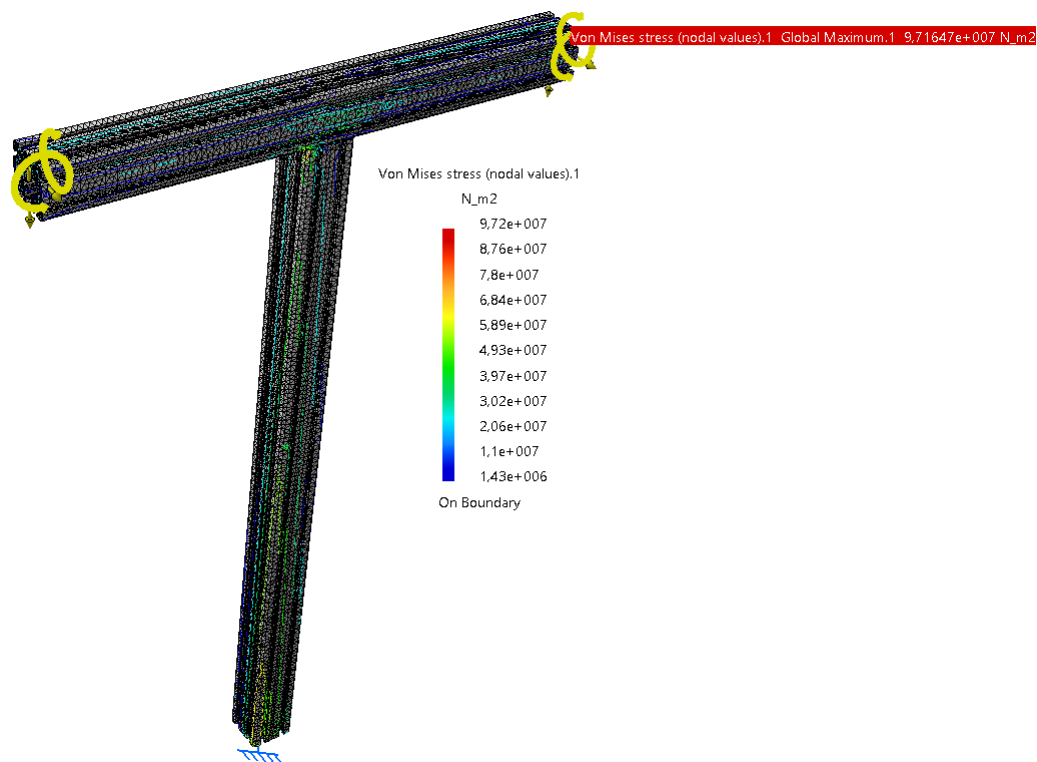 Von Mises stress (nodal values).1 Global Maximum.1 9,71647e+007 N_m2
Von Mises stress (nodal values).1
N_m2
9,72e+007
8,76e+007
7,8e+007
6,84e+007
5,89e+007
4,93e+007
3,97e+007
3,02e+007
2,06e+007
1,1e+007
1,43e+006
On Boundary